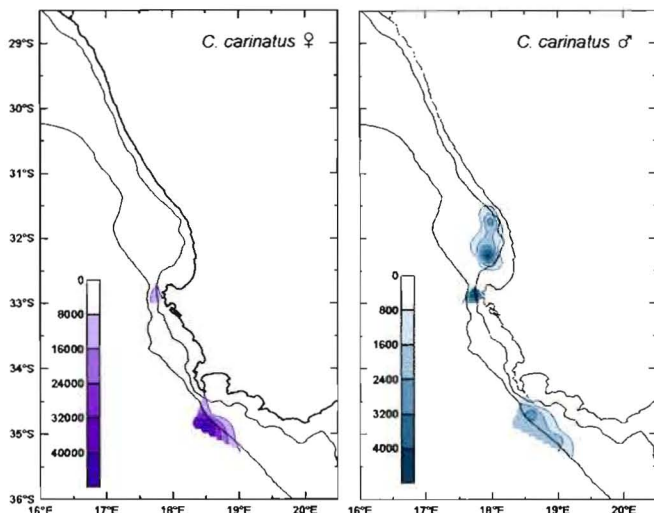 C. carinatus ♀
C. carinatus ♂
29°S
30°S
31°S
32°S
33°S
34°S
35°S
36°S
0
8000
16000
24000
32000
40000
0
800
1600
2400
3200
4000
16°E 17°E 18°E 19°E 20°E
16°E 17°E 18°E 19°E 20°E